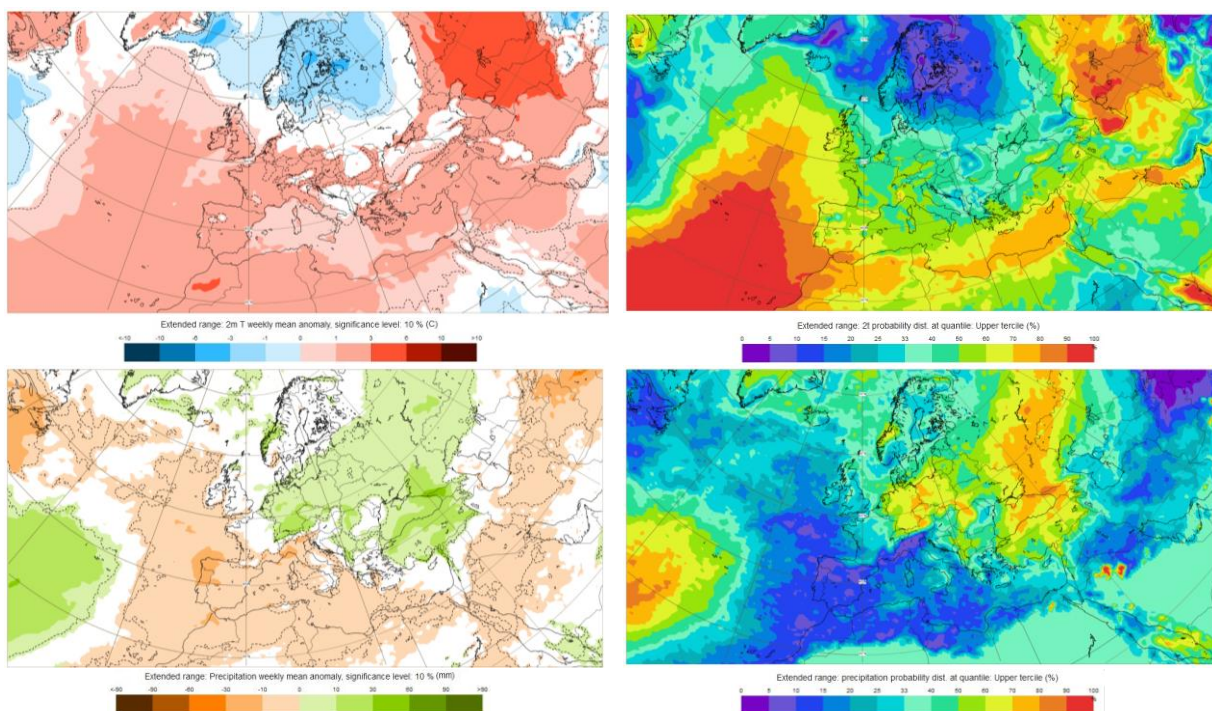 Extended range: 2m T weekly mean anomaly, significance level: 10 % (C)
<-10 -10 -6 -3 -1 0 1 3 6 10 >10
Extended range: 2t probability dist. at quantile: Upper tercile (%)
0 5 10 15 20 25 33 40 50 60 70 80 90 100
%
Extended range: Precipitation weekly mean anomaly, significance level: 10 % (mm)
<-90 -90 -60 -30 -10 0 10 30 60 90 >90
Extended range: precipitation probability dist. at quantile: Upper tercile (%)
0 5 10 15 20 25 33 40 50 60 70 80 90 100
%